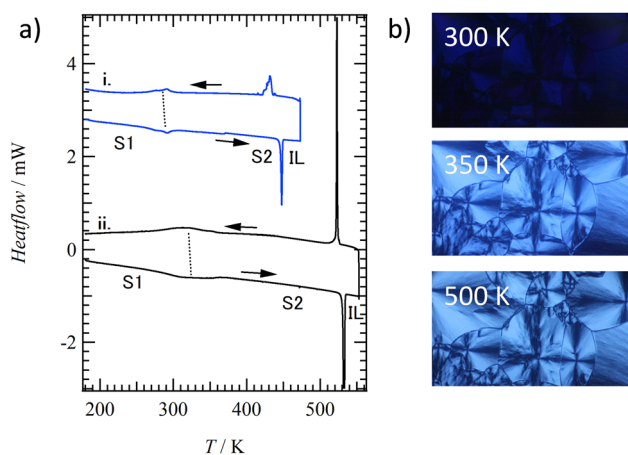 a)
b)
4
2
0
-2
Heatflow / mW
i.
S1
S2
IL
ii.
S1
S2
IL
200
300
400
500
T / K
300 K
350 K
500 K